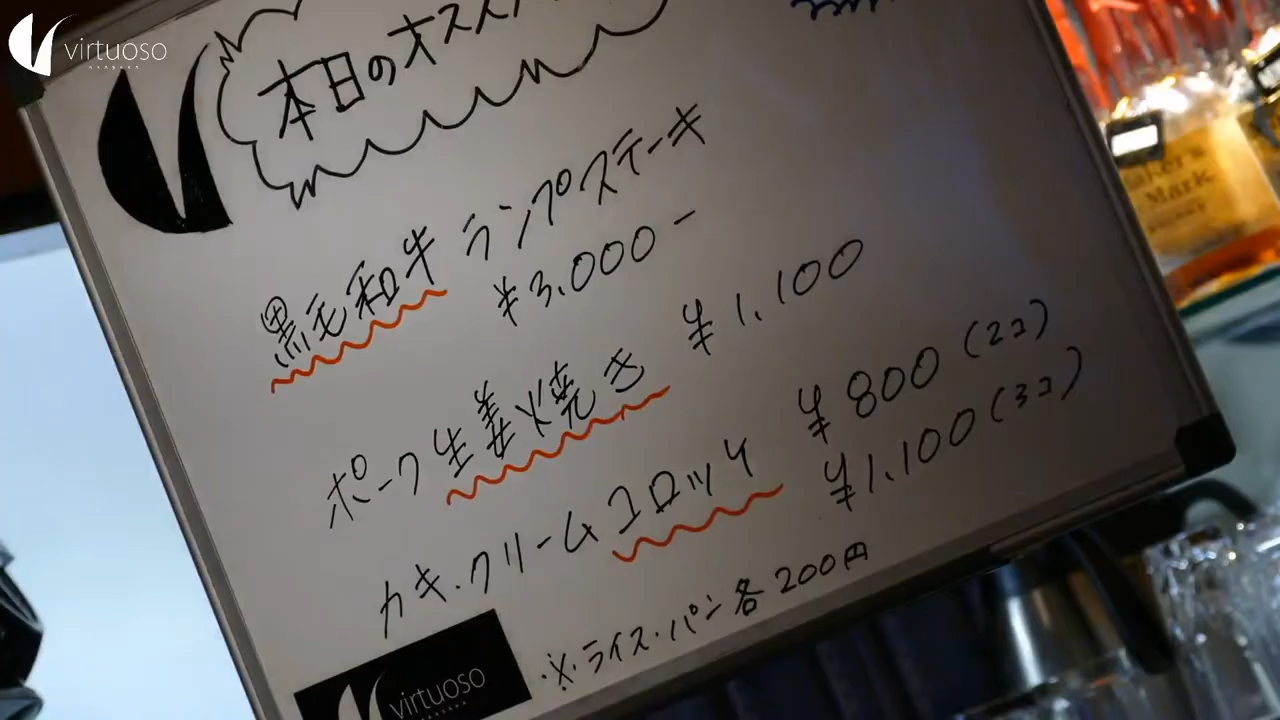 virtuoso
本日のオスス
黒毛和牛 ランプステーキ
¥3,000-
ポーク生姜焼き ¥1,100
カキ・クリームコロッケ ¥800(2コ)
¥1,100(3コ)
※ライス・パン各200円
virtuoso
Maker's
Mark